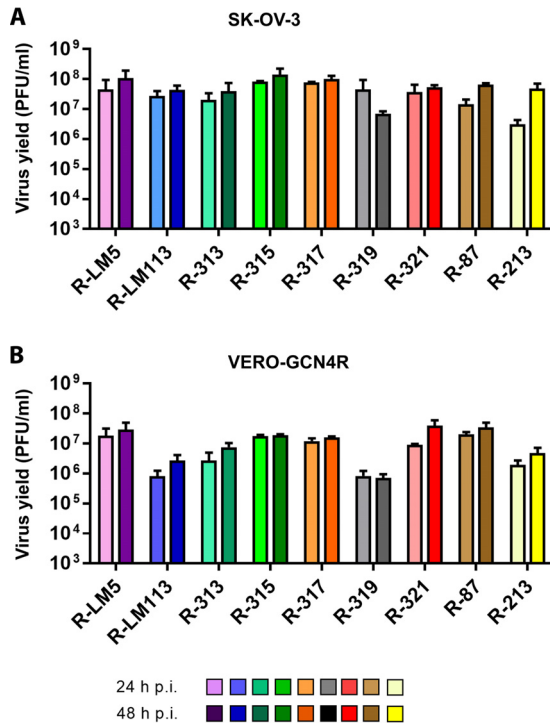 A
SK-OV-3
Virus yield (PFU/ml)
10⁹
10⁸
10⁷
10⁶
10⁵
10⁴
10³
R-LM5 R-LM113 R-313 R-315 R-317 R-319 R-321 R-87 R-213
B
VERO-GCN4R
Virus yield (PFU/ml)
10⁹
10⁸
10⁷
10⁶
10⁵
10⁴
10³
R-LM5 R-LM113 R-313 R-315 R-317 R-319 R-321 R-87 R-213
24 h p.i.
48 h p.i.